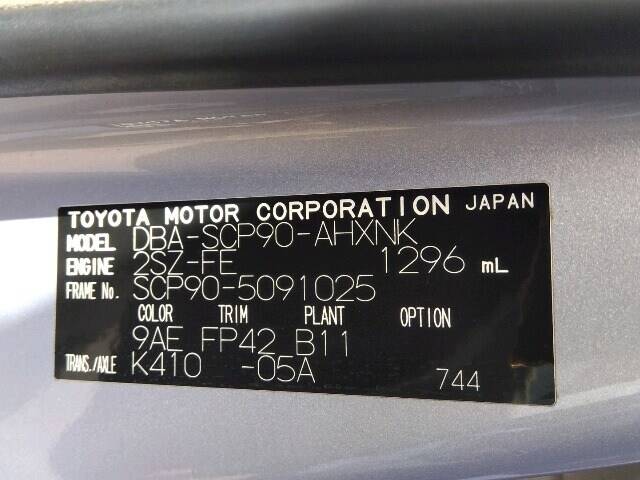 TOYOTA MOTOR CORPORATION JAPAN
MODEL DBA-SCP90-AHXNK
ENGINE 2SZ-FE 1296 mL
FRAME No. SCP90-5091025
COLOR TRIM PLANT OPTION
9AE FP42 B11
TRANS./AXLE K410 -05A
744